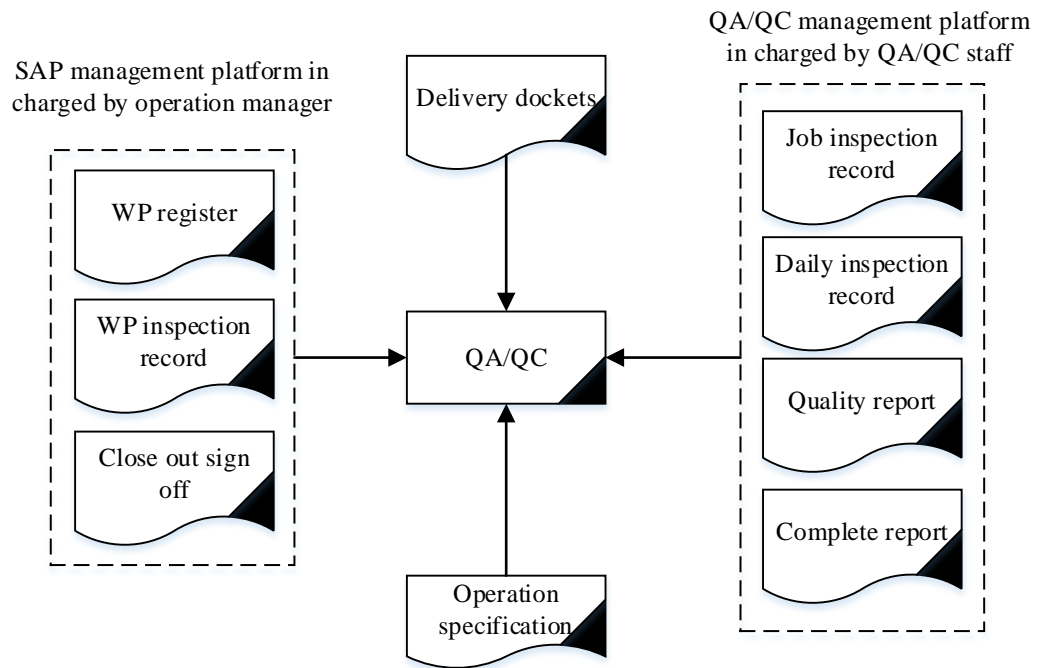 SAP management platform in
charged by operation manager
WP register
WP inspection
record
Close out sign
off
Delivery dockets
QA/QC
Operation
specification
QA/QC management platform
in charged by QA/QC staff
Job inspection
record
Daily inspection
record
Quality report
Complete report